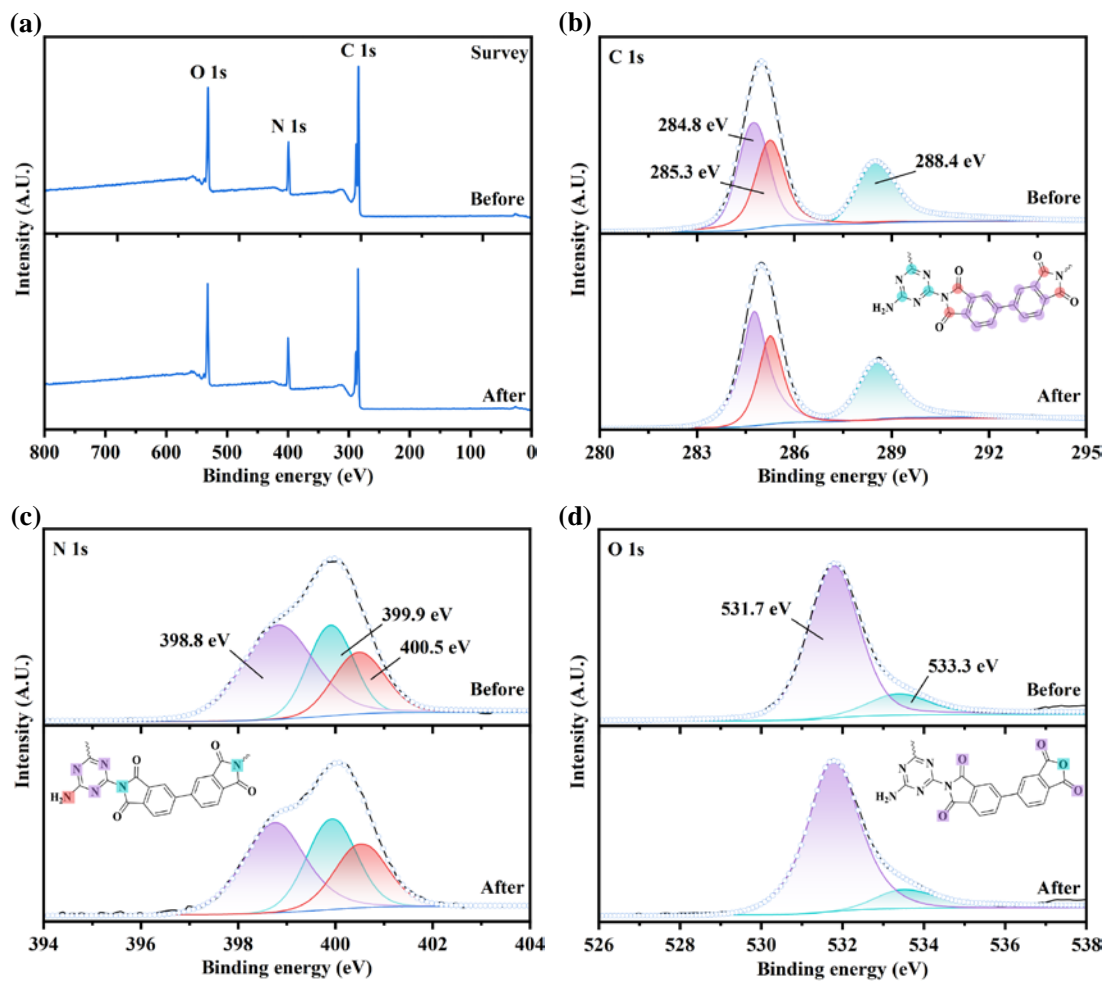 (a)
Survey
C 1s
O 1s
N 1s
Before
After
Intensity (A.U.)
800 700 600 500 400 300 200 100 0
Binding energy (eV)
(b)
C 1s
284.8 eV
285.3 eV
288.4 eV
Before
O
O
N
N
N
N
N
O
O
H₂N
After
Intensity (A.U.)
280 283 286 289 292 295
Binding energy (eV)
(c)
N 1s
398.8 eV
399.9 eV
400.5 eV
Before
O
O
N
N
N
N
N
H₂N
O
O
After
Intensity (A.U.)
394 396 398 400 402 404
Binding energy (eV)
(d)
O 1s
531.7 eV
533.3 eV
Before
O
O
N
N
N
N
O
H₂N
O
O
After
Intensity (A.U.)
526 528 530 532 534 536 538
Binding energy (eV)